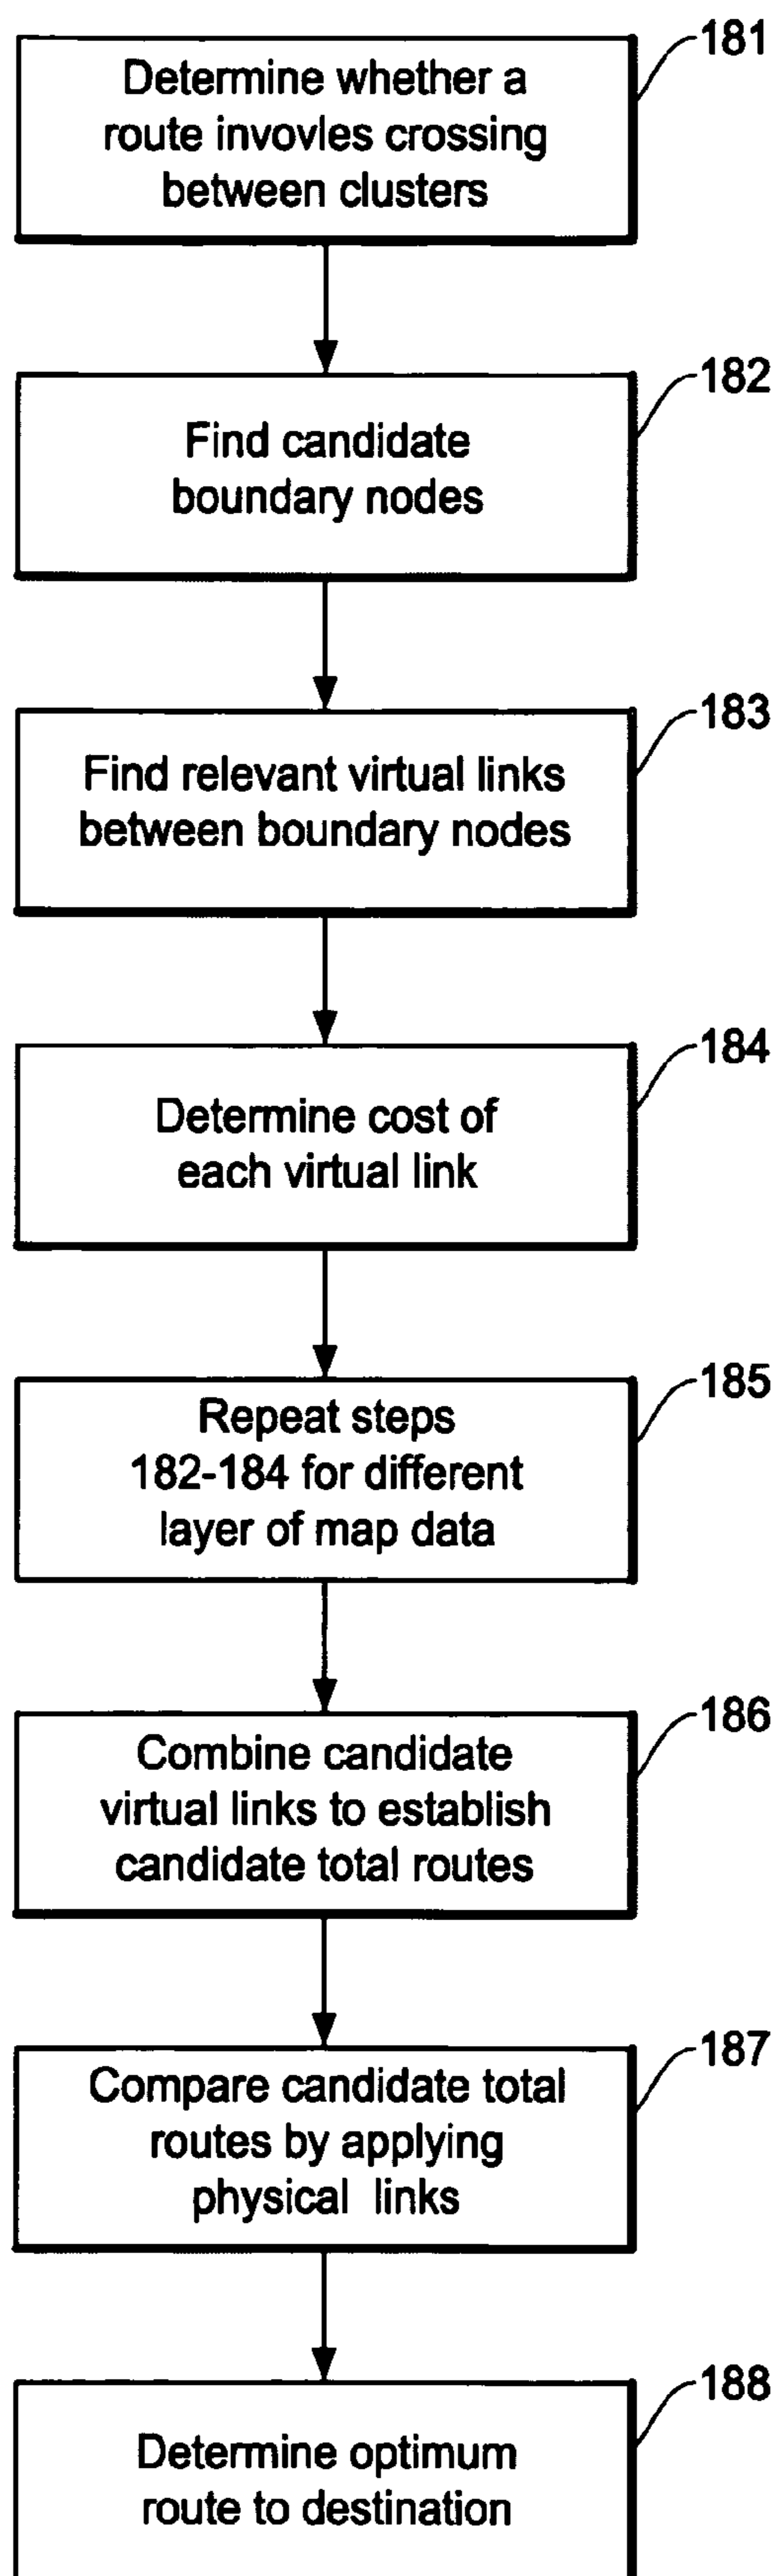 181
Determine whether a
route invovles crossing
between clusters
182
Find candidate
boundary nodes
183
Find relevant virtual links
between boundary nodes
184
Determine cost of
each virtual link
185
Repeat steps
182-184 for different
layer of map data
186
Combine candidate
virtual links to establish
candidate total routes
187
Compare candidate total
routes by applying
physical links
188
Determine optimum
route to destination